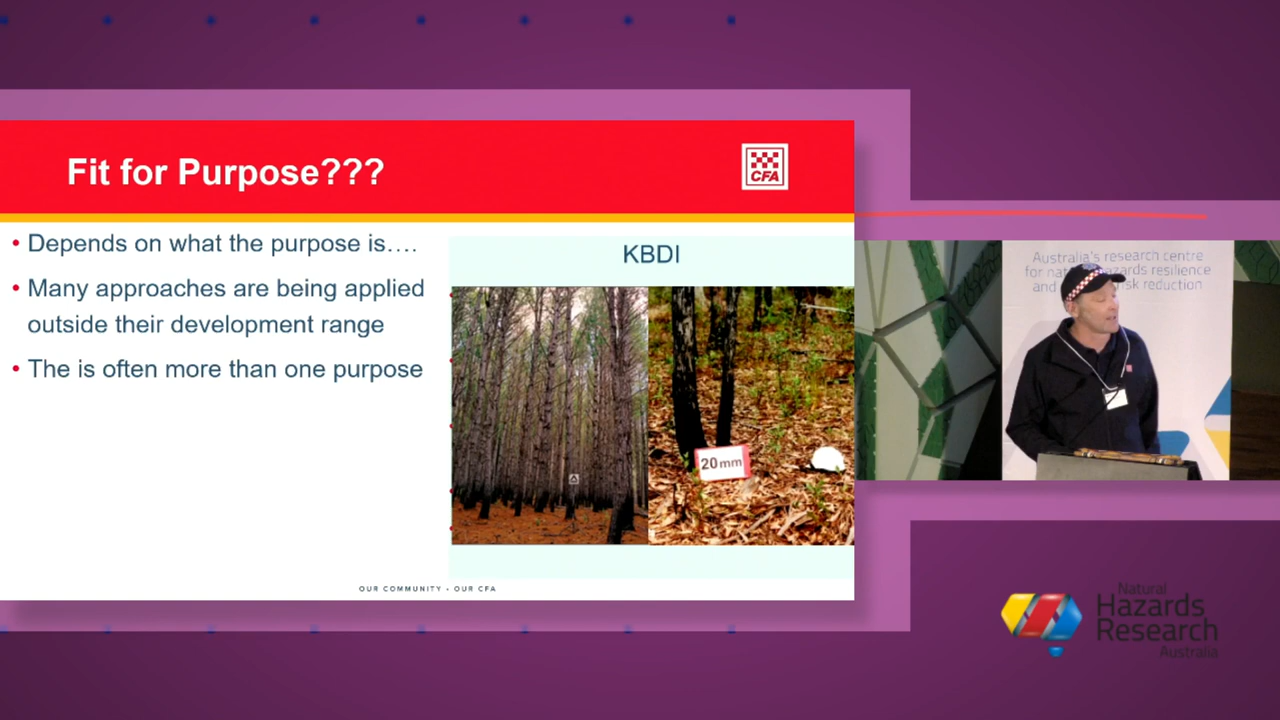 Fit for Purpose???
CFA
• Depends on what the purpose is….
• Many approaches are being applied
outside their development range
• The is often more than one purpose
KBDI
20mm
OUR COMMUNITY • OUR CFA
Australia's research centre
for nat hazards resilience
and risk reduction
Natural
Hazards
Research
Australia